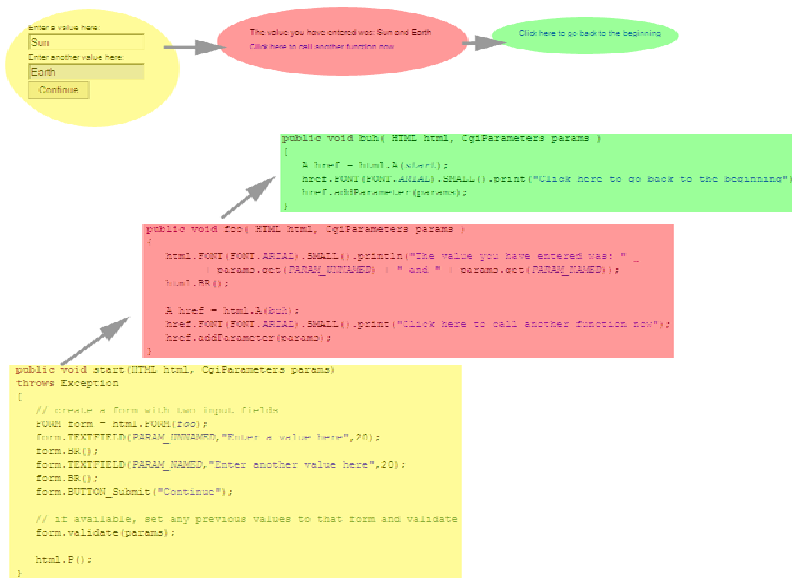 Enter a value here:
Sun
Enter another value here:
Earth
Continue
The value you have entered was: Sun and Earth
Click here to call another function now
Click here to go back to the beginning
public void buh( HTML html, CgiParameters params )
{
A href = html.A(start);
href.FONT(FONT.ARIAL).SMALL().print("Click here to go back to the beginning")
href.addParameter(params);
}
public void foo( HTML html, CgiParameters params )
{
html.FONT(FONT.ARIAL).SMALL().println("The value you have entered was: " _
+ params.get(PARAM_UNNAMED) + " and " + params.get(PARAM_NAMED));
html.BR();
A href = html.A(buh);
href.FONT(FONT.ARIAL).SMALL().print("Click here to call another function now");
href.addParameter(params);
}
public void start(HTML html, CgiParameters params)
throws Exception
{
// create a form with two input fields
FORM form = html.FORM(foo);
form.TEXTFIELD(PARAM_UNNAMED,"Enter a value here",20);
form.BR();
form.TEXTFIELD(PARAM_NAMED,"Enter another value here",20);
form.BR();
form.BUTTON_Submit("Continue");
// if available, set any previous values to that form and validate
form.validate(params);
html.P();
}